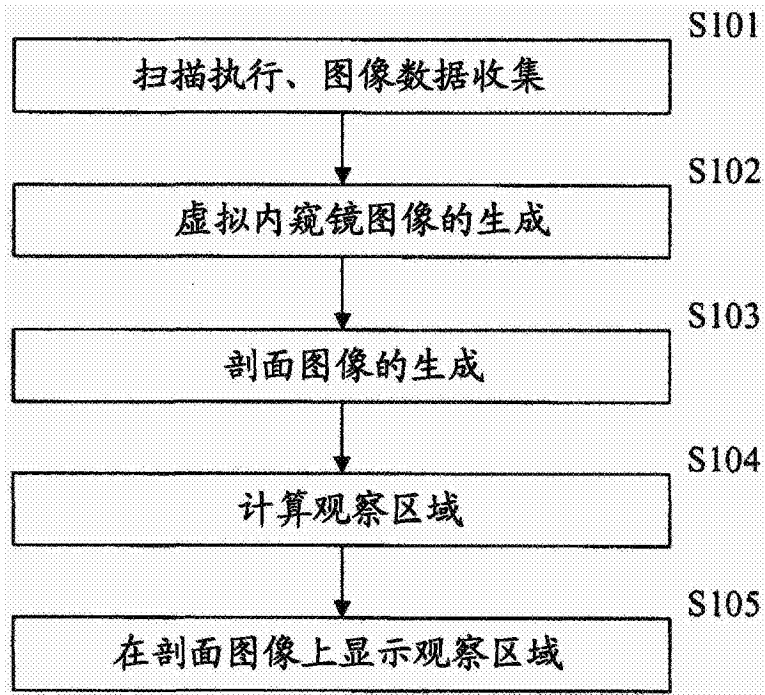 S101
扫描执行、图像数据收集
S102
虚拟内窥镜图像的生成
S103
剖面图像的生成
S104
计算观察区域
S105
在剖面图像上显示观察区域